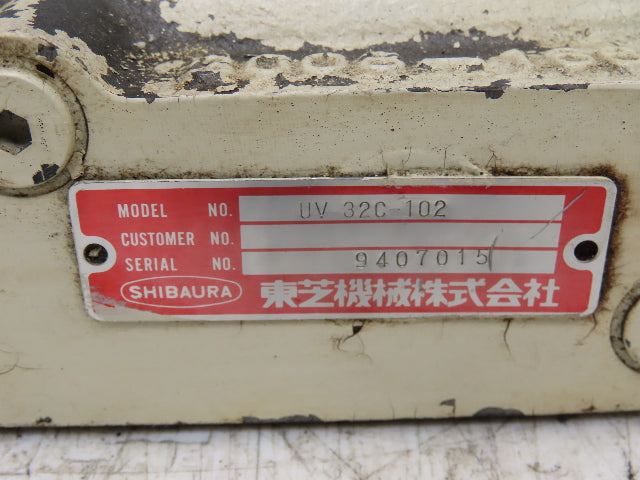 MODEL NO. UV 32C-102
CUSTOMER NO.
SERIAL NO. 9407015
SHIBAURA 東芝機械株式会社